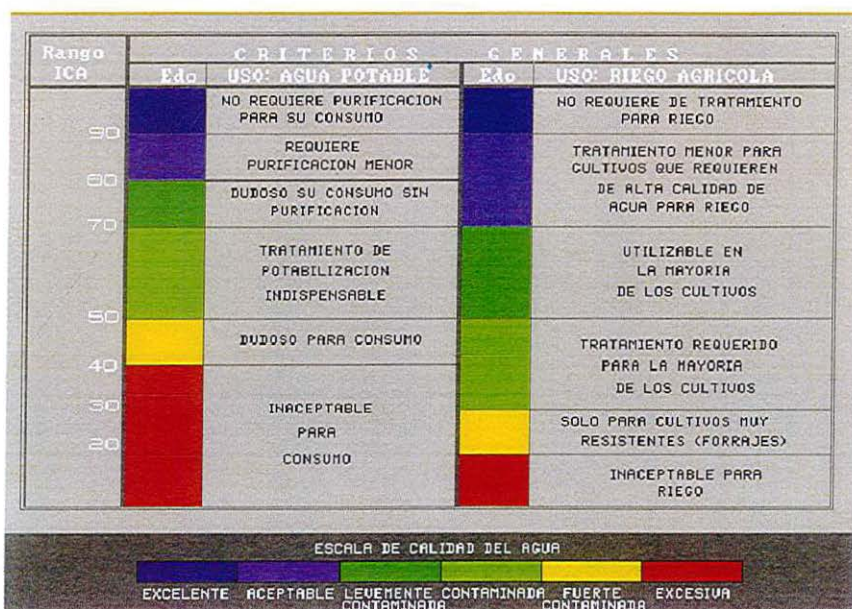 Rango
ICA
CRITERIOS GENERALES
Edo USO: AGUA POTABLE Edo USO: RIEGO AGRICOLA
NO REQUIERE PURIFICACION
PARA SU CONSUMO
NO REQUIERE DE TRATAMIENTO
PARA RIEGO
90
REQUIERE
PURIFICACION MENOR
TRATAMIENTO MENOR PARA
CULTIVOS QUE REQUIEREN
DE ALTA CALIDAD DE
AGUA PARA RIEGO
80
DUDOSO SU CONSUMO SIN
PURIFICACION
70
TRATAMIENTO DE
POTABILIZACION
INDISPENSABLE
UTILIZABLE EN
LA MAYORIA
DE LOS CULTIVOS
50
DUDOSO PARA CONSUMO
TRATAMIENTO REQUERIDO
PARA LA MAYORIA
DE LOS CULTIVOS
40
30
20
INACEPTABLE
PARA
CONSUMO
SOLO PARA CULTIVOS MUY
RESISTENTES (FORRAJES)
INACEPTABLE PARA
RIEGO
ESCALA DE CALIDAD DEL AGUA
EXCELENTE ACEPTABLE LEVEMENTE CONTAMINADA FUERTE EXCESIVA
CONTAMINADA CONTAMINADA